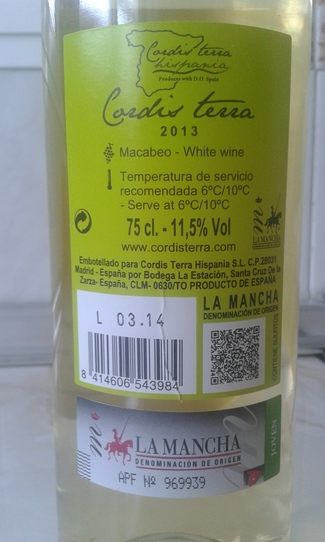 Cordis terra
hispania
Products with D.O. Spain
Cordis terra
2013
Macabeo - White wine
Temperatura de servicio
recomendada 6ºC/10ºC
- Serve at 6ºC/10ºC
75 cl. - 11,5% Vol
www.cordisterra.com
LA MANCHA
Embotellado para Cordis Terra Hispania S.L. C.P.28031
Madrid - España por Bodega La Estación, Santa Cruz De la
Zarza- España, CLM- 0630/TO PRODUCTO DE ESPAÑA
LA MANCHA
DENOMINACIÓN DE ORIGEN
L 03.14
8 414606 543984
CONTIENE SULFITOS
m
LA MANCHA
DENOMINACIÓN DE ORIGEN
APF Nº 969939
JOVEN